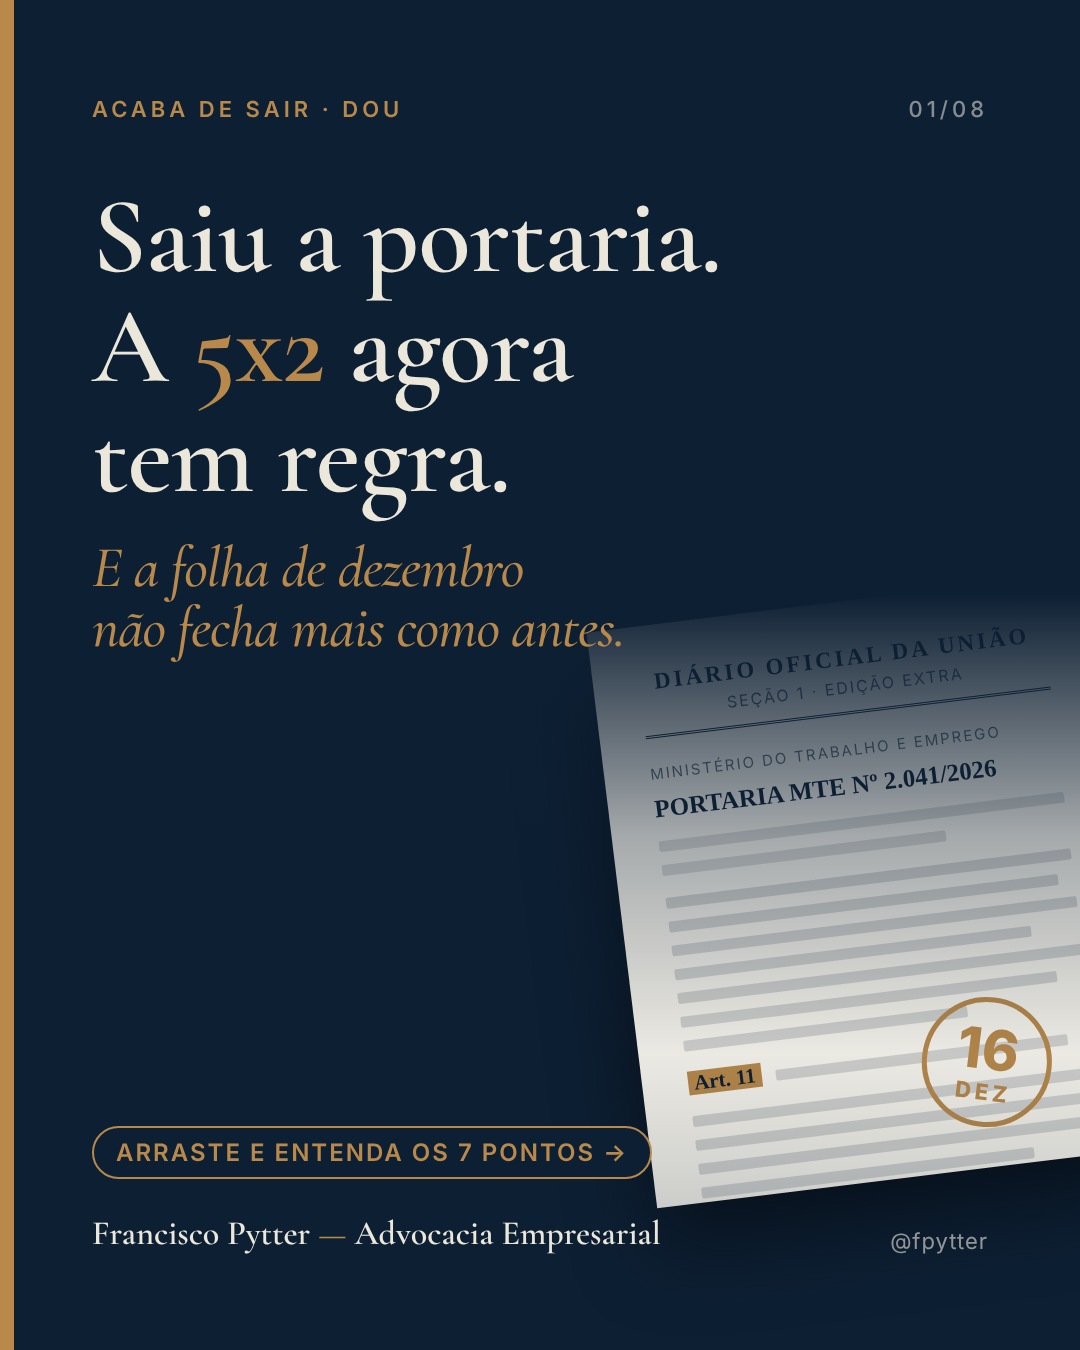 ACABA DE SAIR · DOU
01/08
Saiu a portaria.
A 5x2 agora
tem regra.
E a folha de dezembro
não fecha mais como antes.
DIÁRIO OFICIAL DA UNIÃO
SEÇÃO 1 · EDIÇÃO EXTRA
MINISTÉRIO DO TRABALHO E EMPREGO
PORTARIA MTE Nº 2.041/2026
16
DEZ
Art. 11
ARRASTE E ENTENDA OS 7 PONTOS →
Francisco Pytter — Advocacia Empresarial
@fpytter